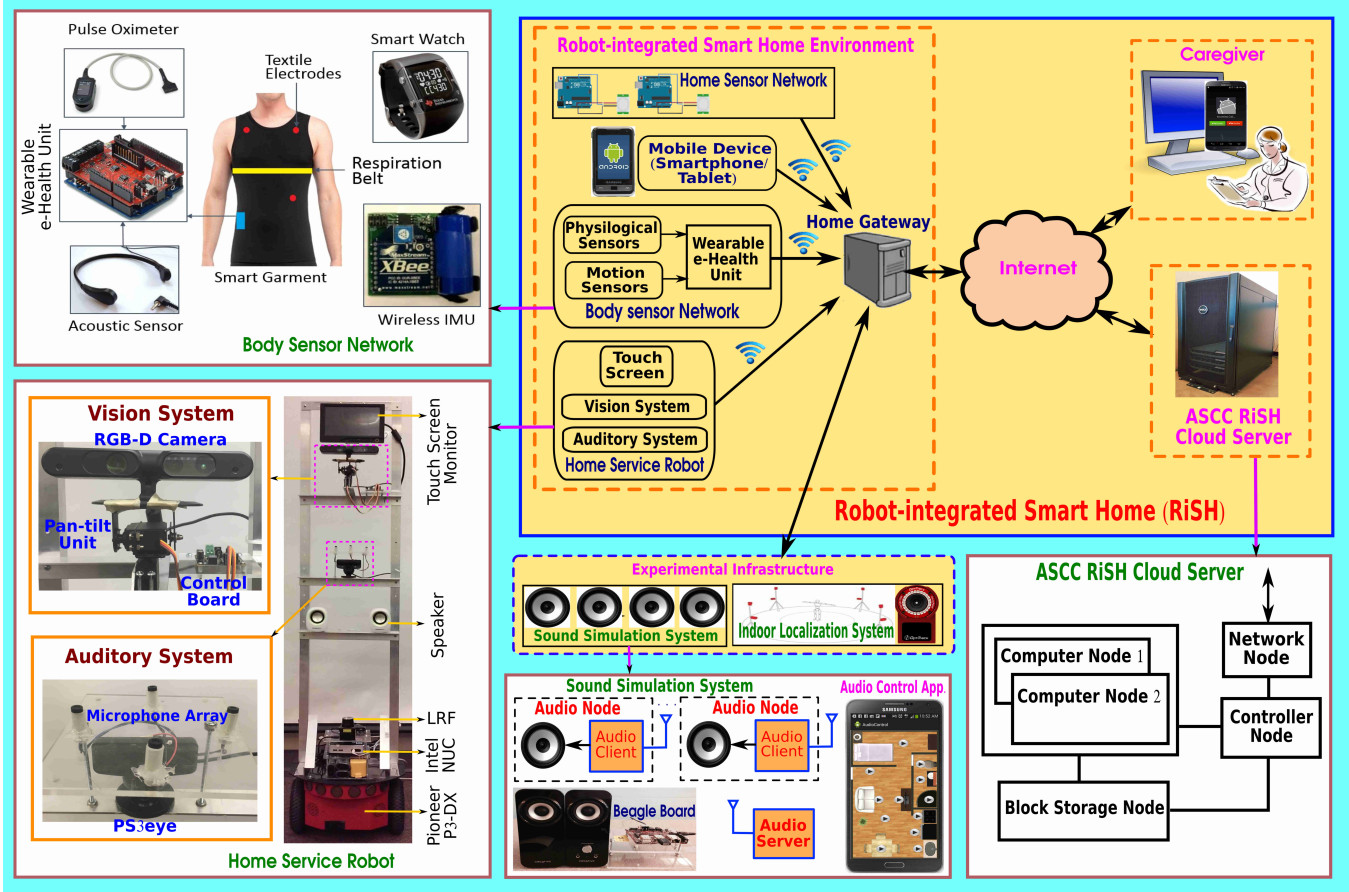 Pulse Oximeter
Textile
Electrodes
Smart Watch
Wearable
e-Health Unit
Respiration
Belt
Smart Garment
XBee
Acoustic Sensor
Wireless IMU
Body Sensor Network
Robot-integrated Smart Home Environment
Home Sensor Network
ANDROID
Mobile Device
(Smartphone/
Tablet)
Physilogical
Sensors
Motion
Sensors
Wearable
e-Health
Unit
Body sensor Network
Home Gateway
Touch
Screen
Vision System
Auditory System
Home Service Robot
Internet
Caregiver
ASCC RiSH
Cloud Server
Robot-integrated Smart Home (RiSH)
Vision System
RGB-D Camera
Pan-tilt
Unit
Control
Board
Auditory System
Microphone Array
PS3eye
Touch Screen
Monitor
Speaker
LRF
Intel
NUC
Pioneer
P3-DX
Home Service Robot
Experimental Infrastructure
Sound Simulation System
Indoor Localization System
Sound Simulation System
Audio Node
Audio
Client
Audio Node
Audio
Client
Beagle Board
Audio
Server
Audio Control App.
SAMSUNG
AudioControl
ASCC RiSH Cloud Server
Computer Node 1
Computer Node 2
Network
Node
Controller
Node
Block Storage Node